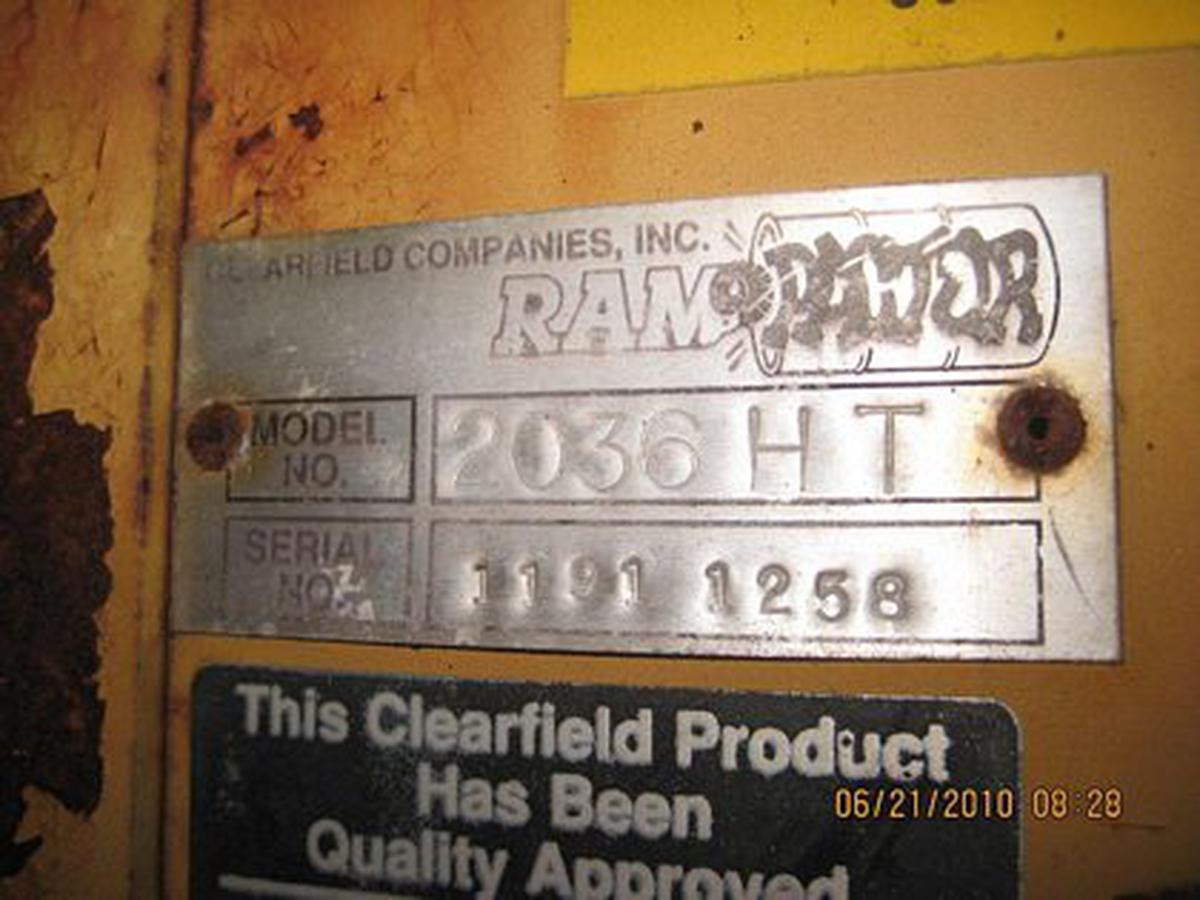 CLEARFIELD COMPANIES, INC.
RAM
MODEL NO.
2036 HT
SERIAL NO.
1191 1258
This Clearfield Product
Has Been
Quality Approved
06/21/2010 08:28